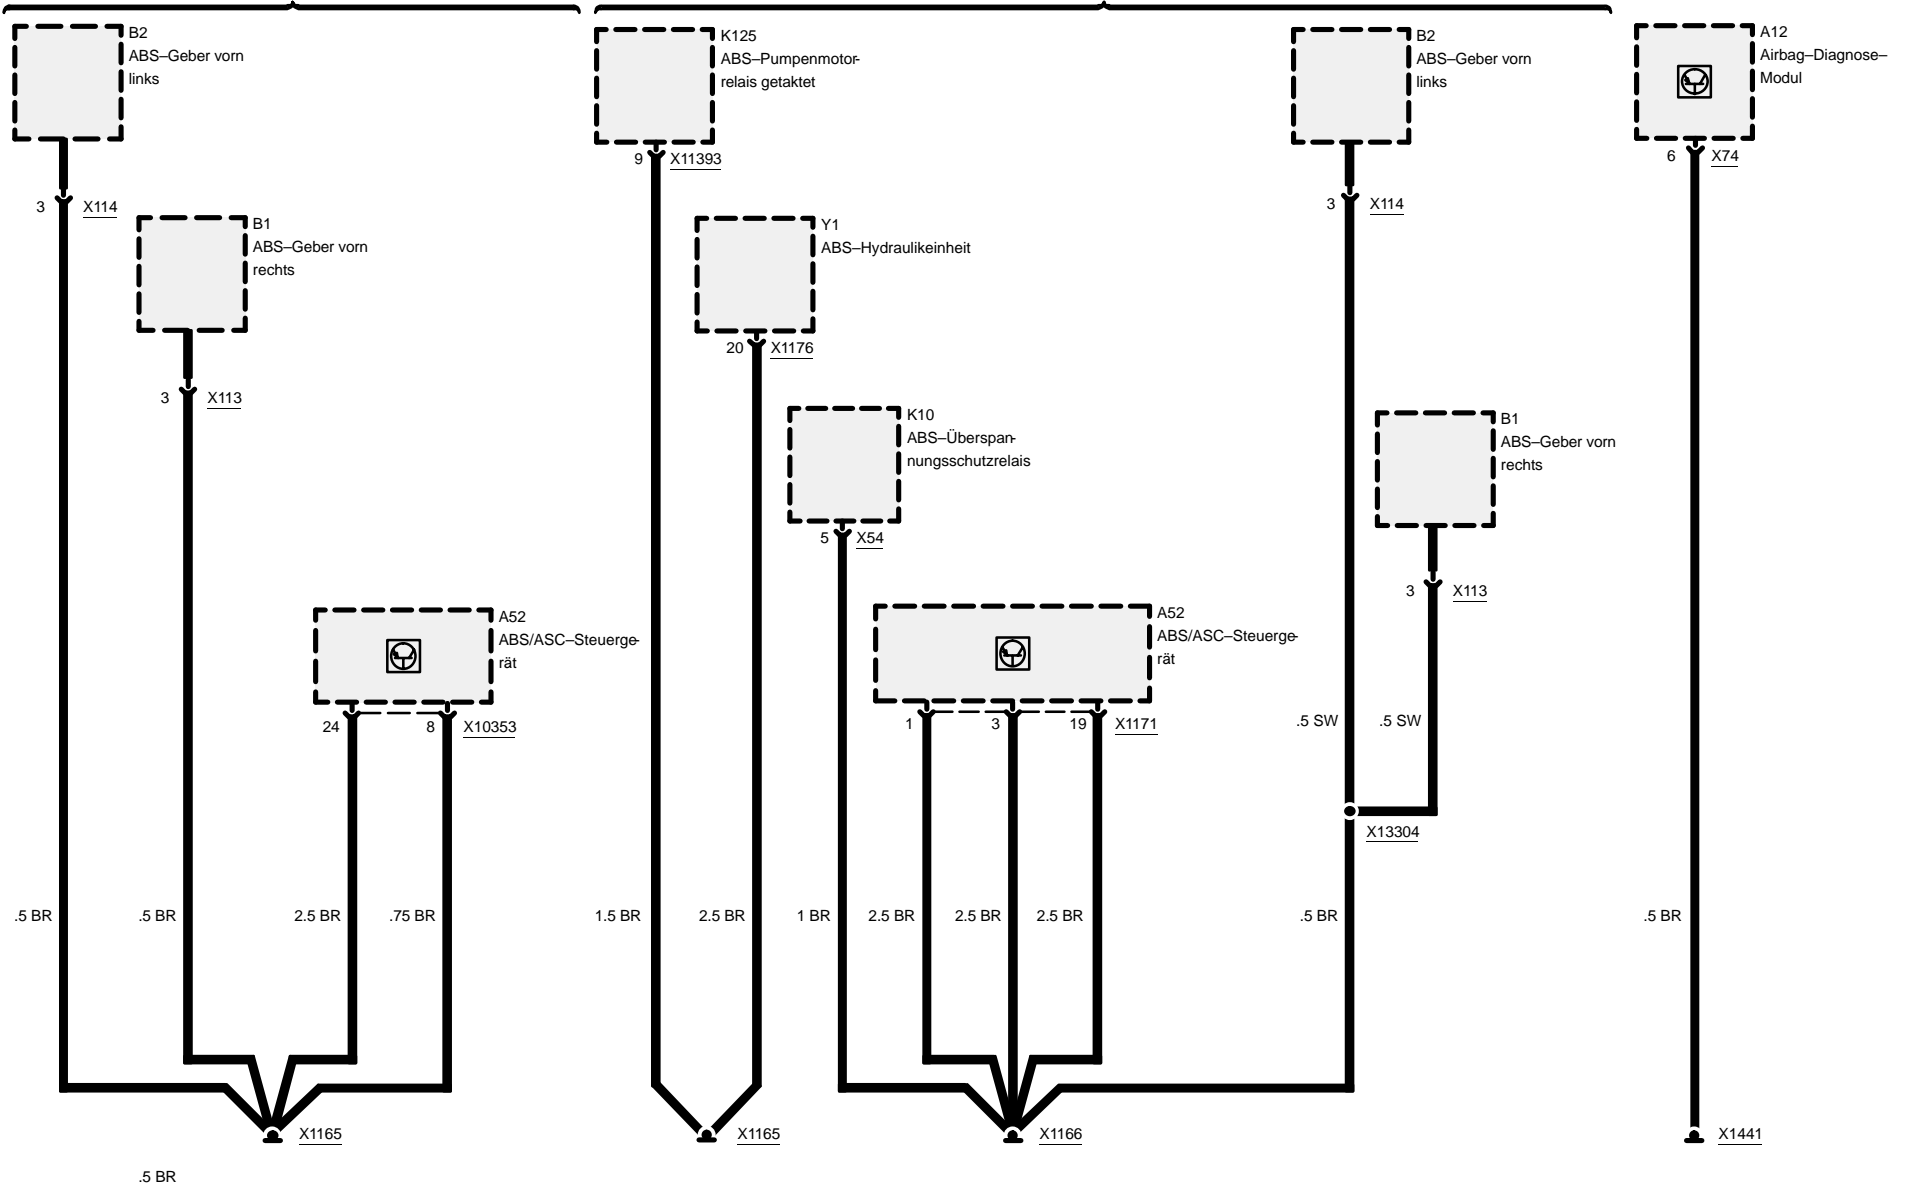 B2
ABS–Geber vorn
links
K125
ABS–Pumpenmotor-
relais getaktet
B2
ABS–Geber vorn
links
A12
Airbag–Diagnose–
Modul
9 X11393
6 X74
3 X114
3 X114
B1
ABS–Geber vorn
rechts
Y1
ABS–Hydraulikeinheit
20 X1176
3 X113
K10
ABS–Überspan-
nungsschutzrelais
B1
ABS–Geber vorn
rechts
5 X54
3 X113
A52
ABS/ASC–Steuerge-
rät
A52
ABS/ASC–Steuerge-
rät
24 8 X10353
1 3 19 X1171
.5 SW .5 SW
X13304
.5 BR .5 BR 2.5 BR .75 BR 1.5 BR 2.5 BR 1 BR 2.5 BR 2.5 BR 2.5 BR .5 BR .5 BR
X1165 X1165 X1166 X1441
.5 BR